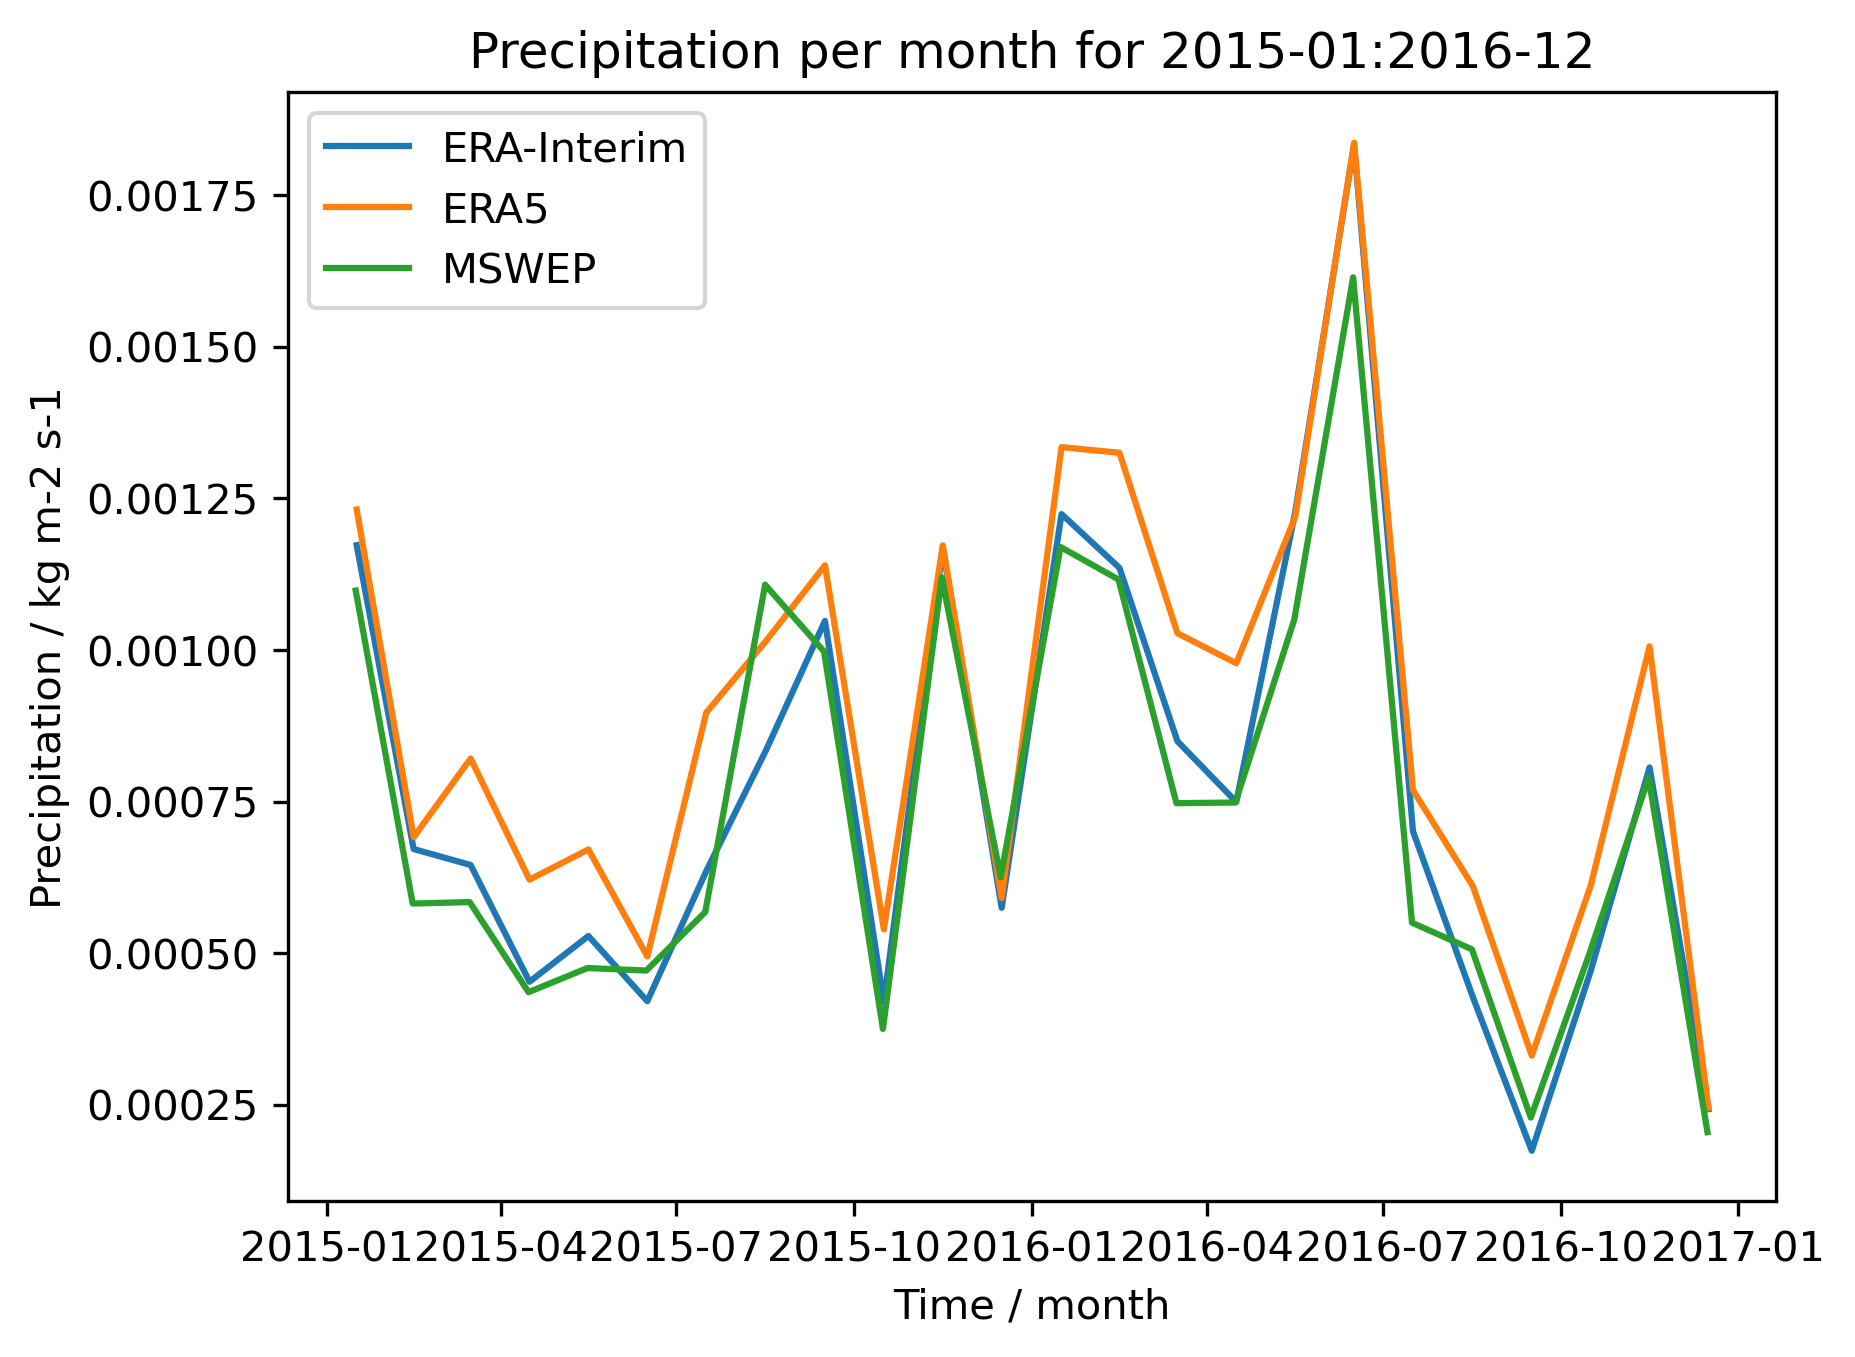 Precipitation per month for 2015-01:2016-12
ERA-Interim
ERA5
MSWEP
0.00175
0.00150
0.00125
0.00100
0.00075
0.00050
0.00025
Precipitation / kg m-2 s-1
2015-01 2015-04 2015-07 2015-10 2016-01 2016-04 2016-07 2016-10 2017-01
Time / month